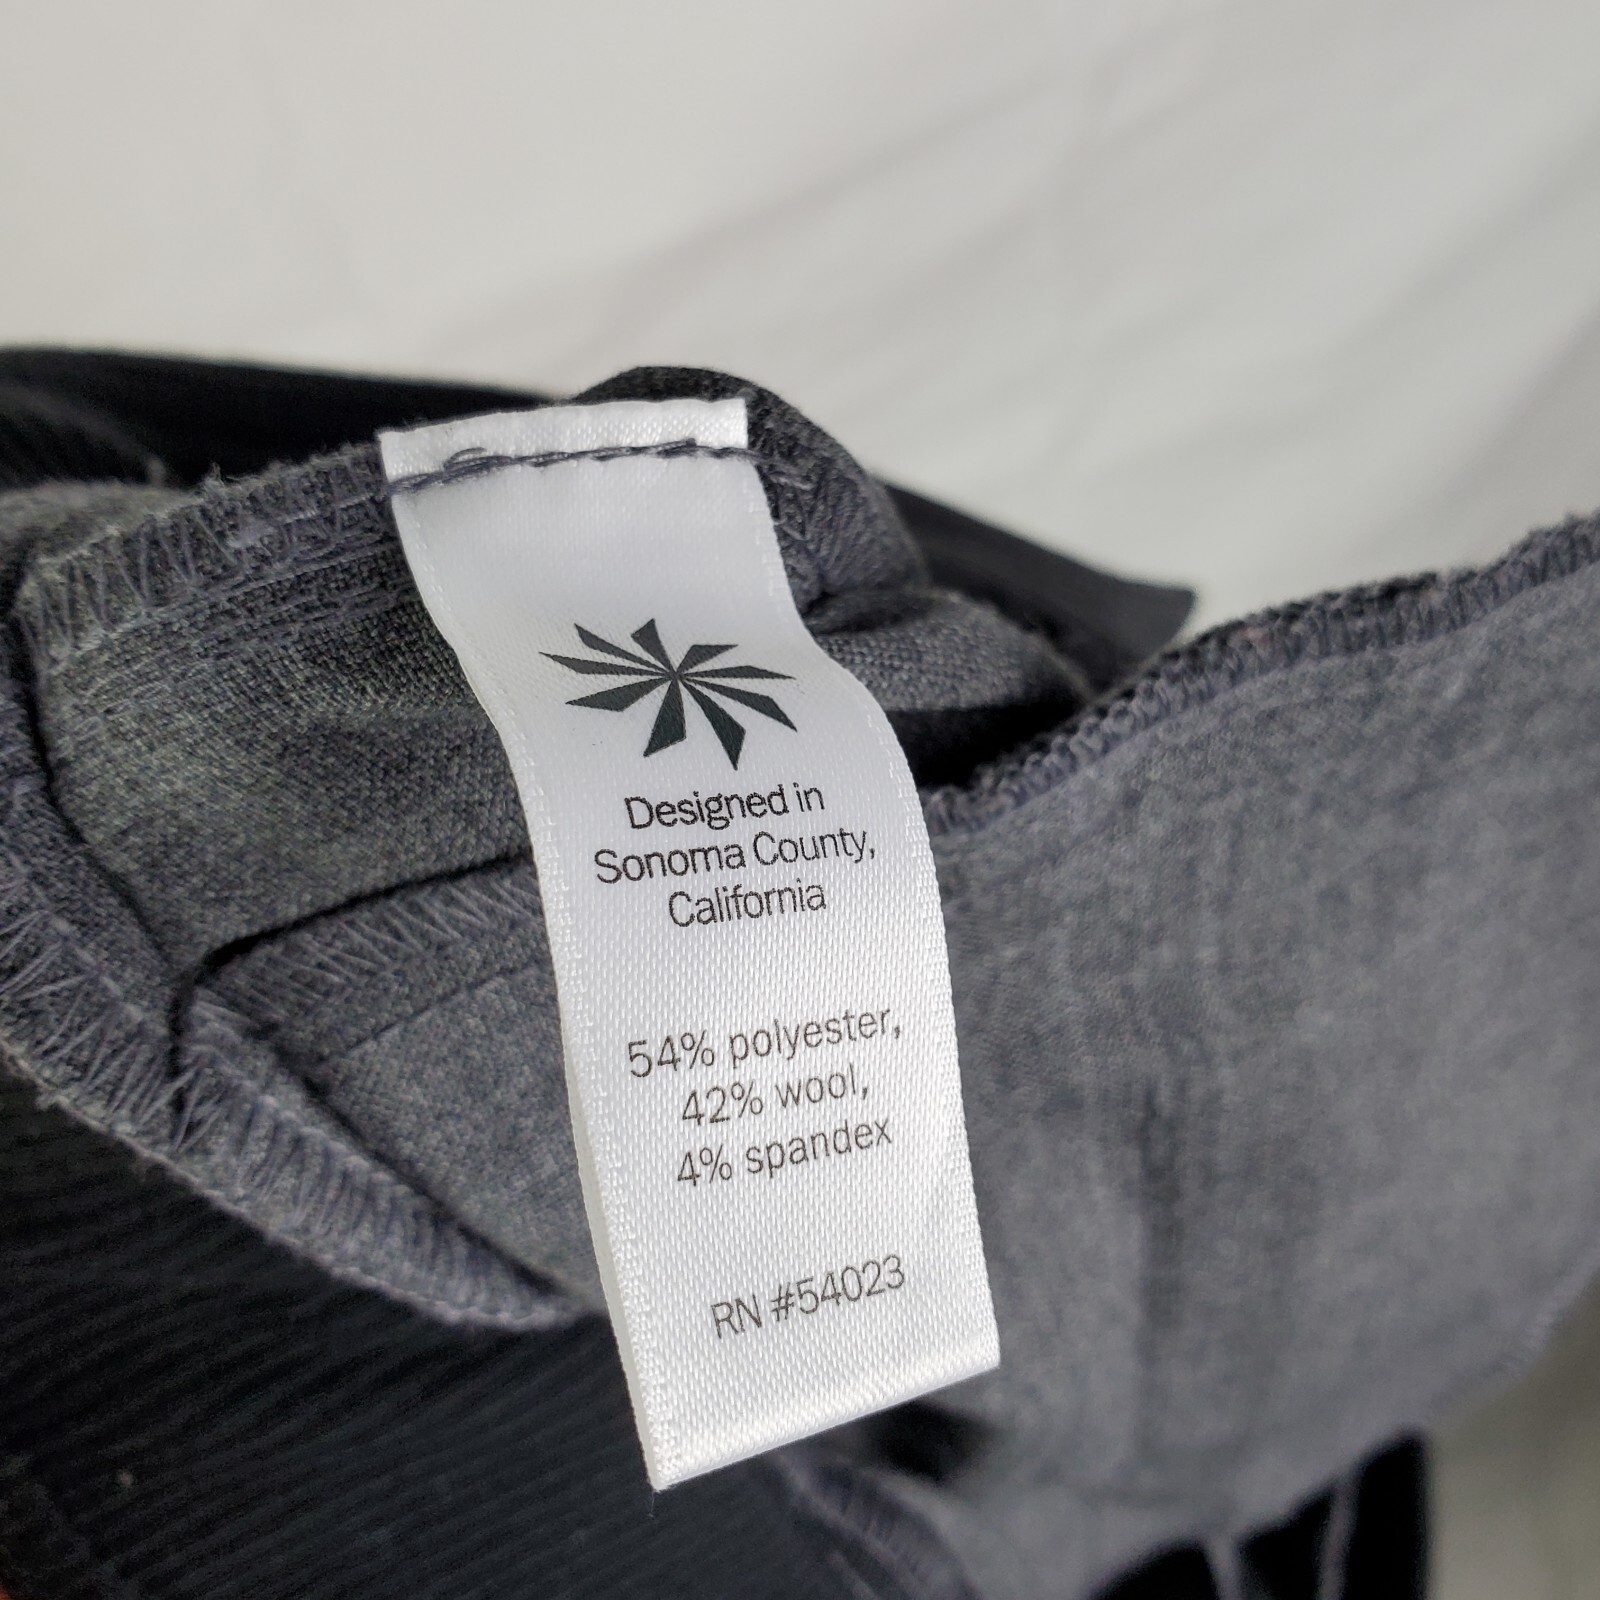 Designed in
Sonoma County,
California
54% polyester,
42% wool,
4% spandex
RN #54023